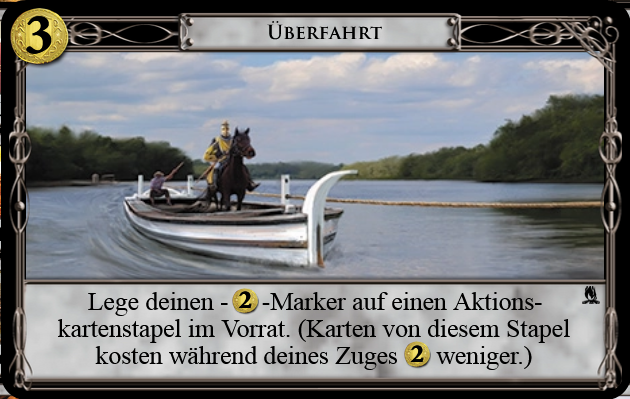 3
ÜBERFAHRT
Lege deinen - 2 -Marker auf einen Aktions-
kartenstapel im Vorrat. (Karten von diesem Stapel
kosten während deines Zuges 2 weniger.)